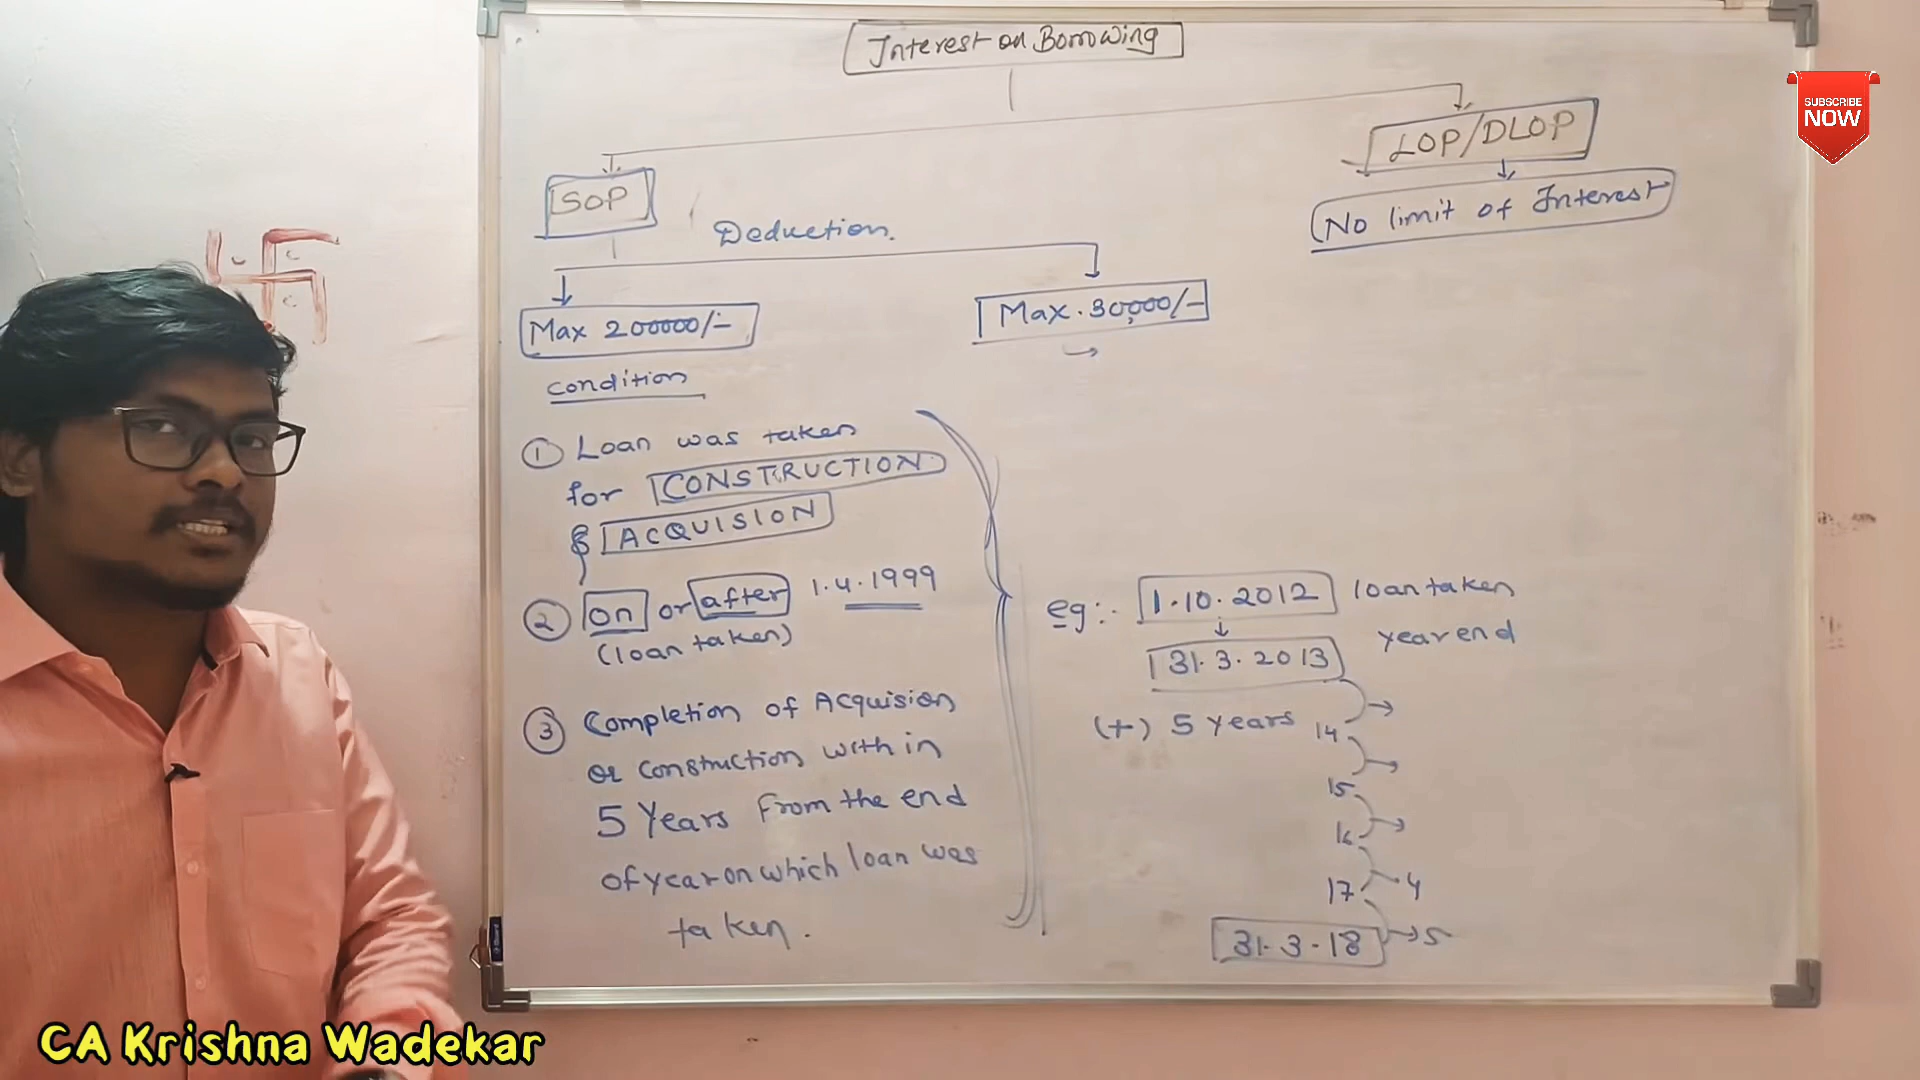 Interest on Borrowing
SUBSCRIBE
NOW
LOP/DLOP
No limit of Interest
SOP
Deduction.
Max 200000/-
Max. 30,000/-
condition
① Loan was taken
for CONSTRUCTION
& ACQUISION
② on or after 1.4.1999
(loan taken)
③ Completion of Acquision
or construction with in
5 Years From the end
of year on which loan was
taken.
eg:- 1.10.2012 loan taken
31.3.2013 year end
(+) 5 years 14
15
16
17 4
31.3-18 5
CA Krishna Wadekar